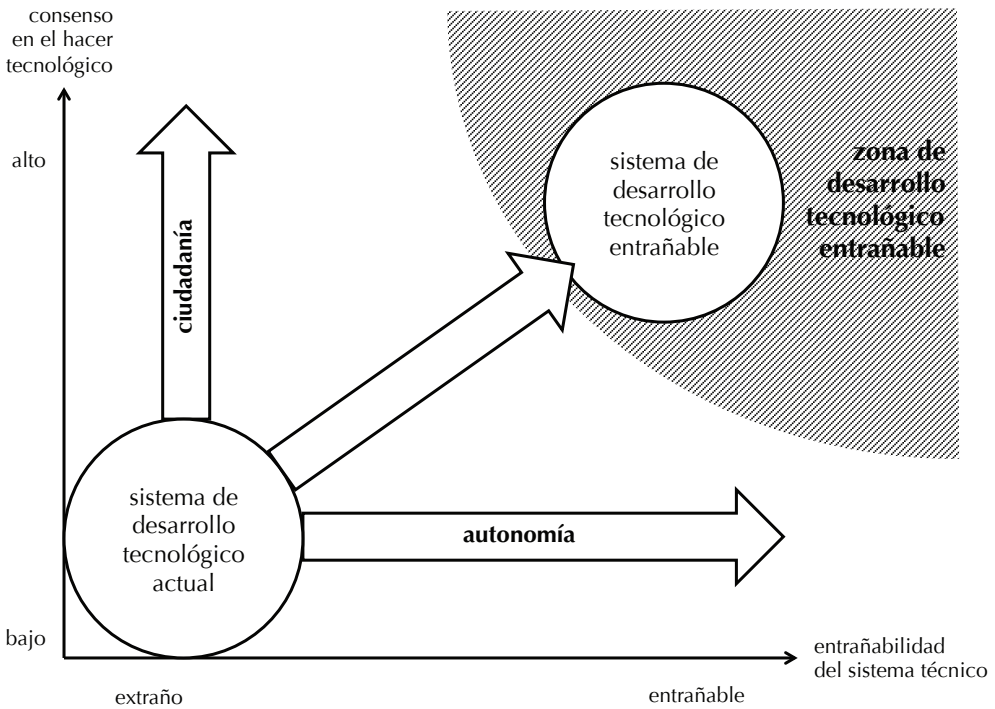 consenso
en el hacer
tecnológico
alto
ciudadanía
sistema de
desarrollo
tecnológico
entrañable
zona de
desarrollo
tecnológico
entrañable
sistema de
desarrollo
tecnológico
actual
autonomía
bajo
entrañabilidad
del sistema técnico
extraño
entrañable